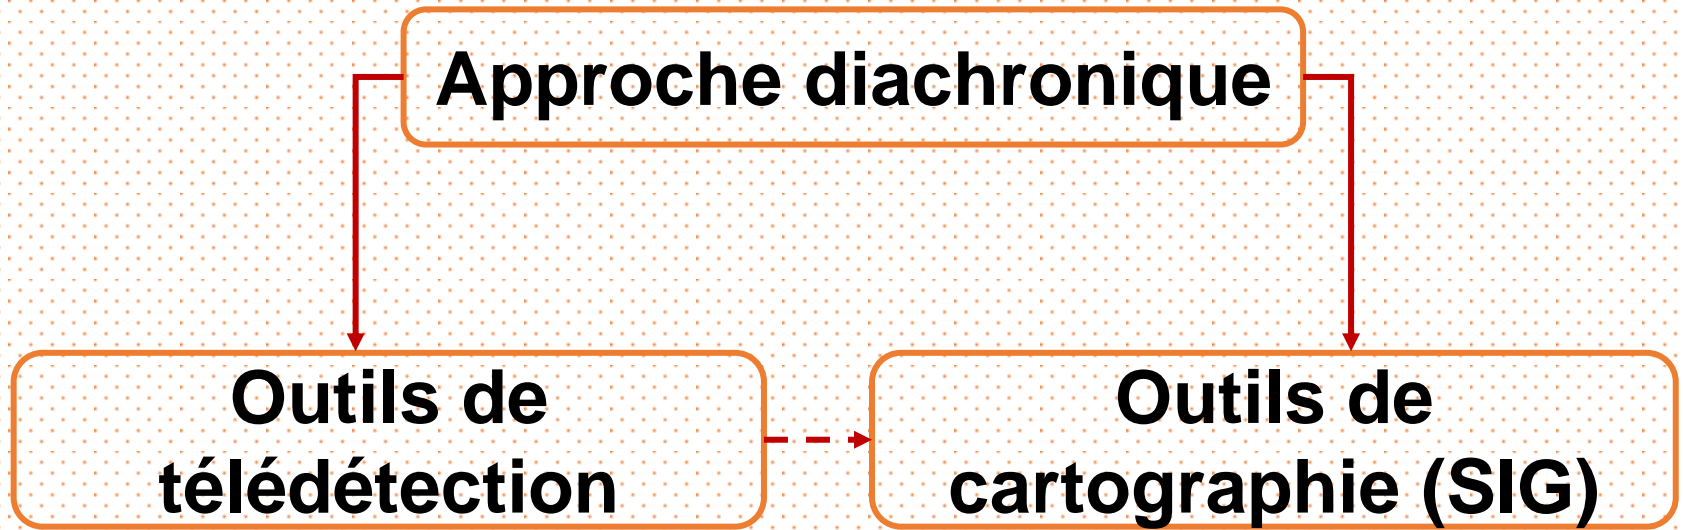 Approche diachronique
Outils de
télédétection
Outils de
cartographie (SIG)